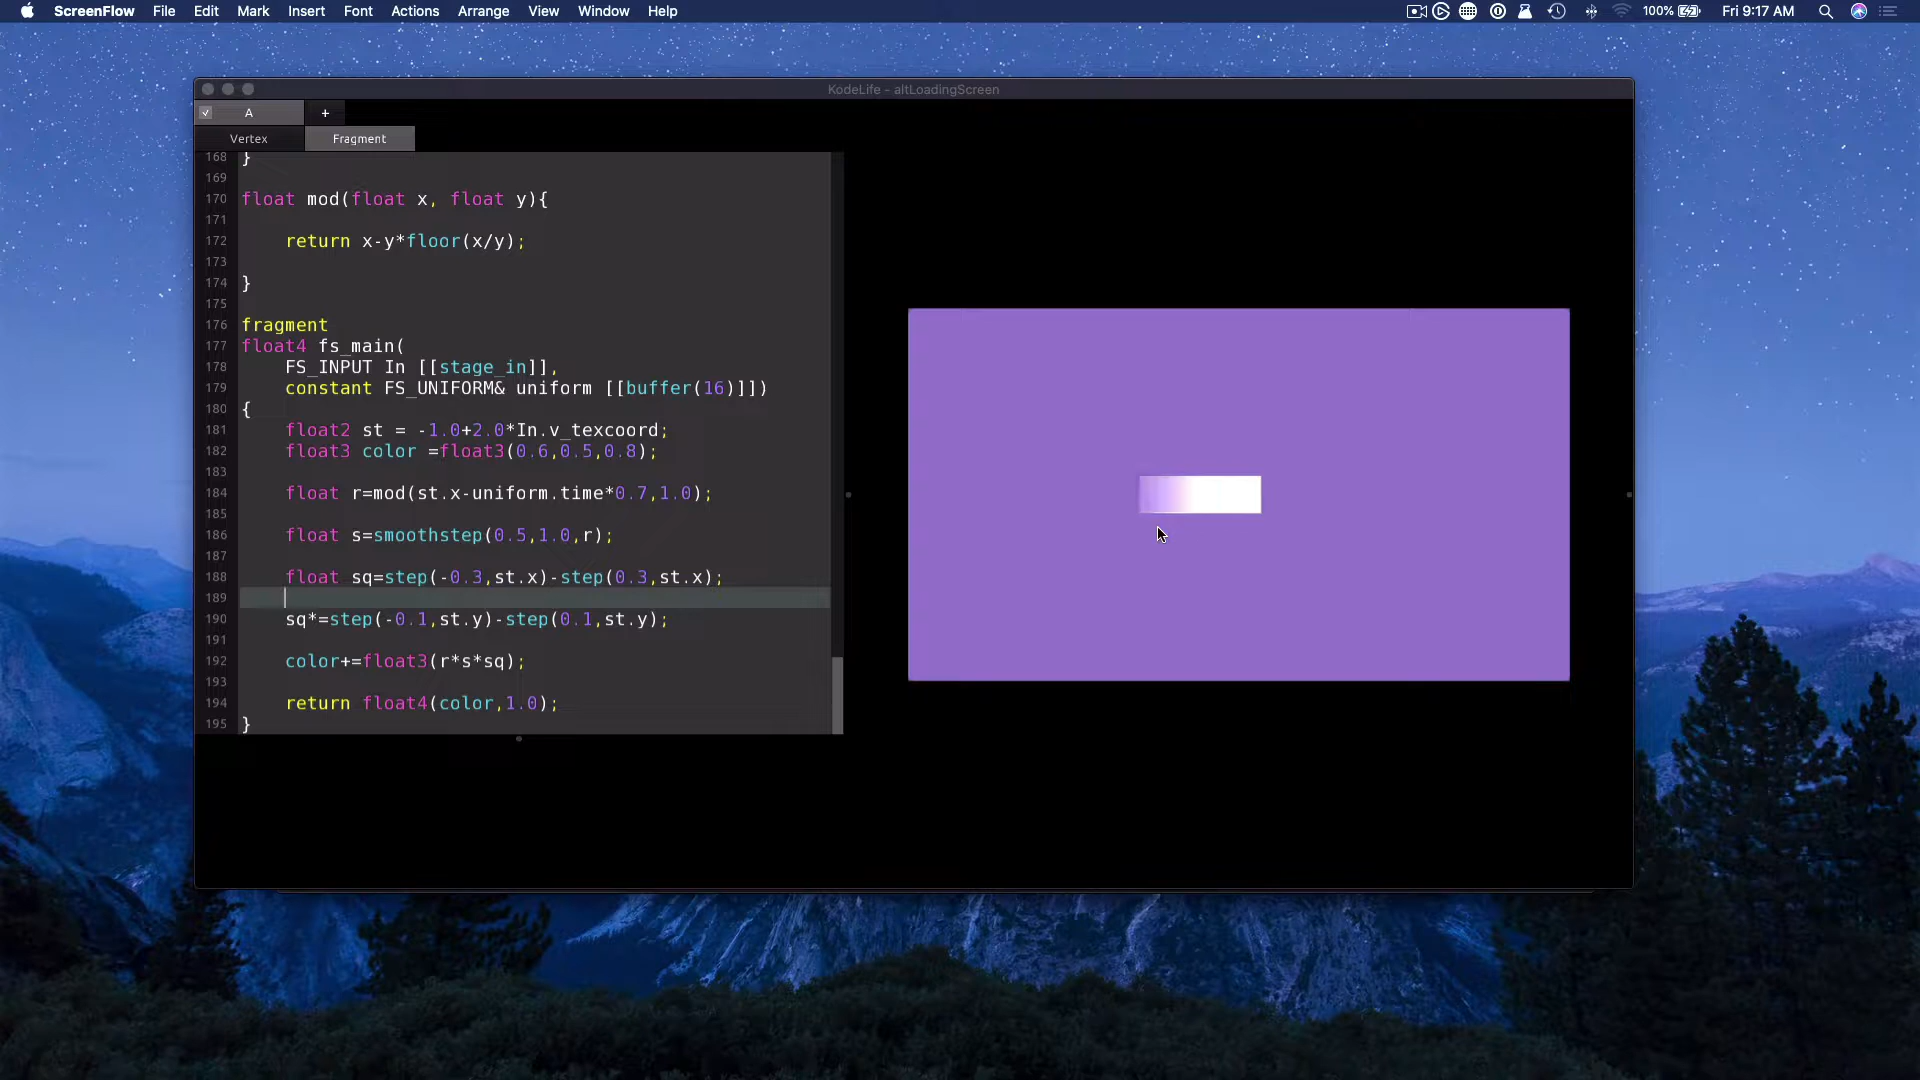 ScreenFlow File Edit Mark Insert Font Actions Arrange View Window Help 100% Fri 9:17 AM
KodeLife - altLoadingScreen
A +
Vertex Fragment
168 }
169
170 float mod(float x, float y){
171
172 return x-y*floor(x/y);
173
174 }
175
176 fragment
177 float4 fs_main(
178 FS_INPUT In [[stage_in]],
179 constant FS_UNIFORM& uniform [[buffer(16)]])
180 {
181 float2 st = -1.0+2.0*In.v_texcoord;
182 float3 color =float3(0.6,0.5,0.8);
183
184 float r=mod(st.x-uniform.time*0.7,1.0);
185
186 float s=smoothstep(0.5,1.0,r);
187
188 float sq=step(-0.3,st.x)-step(0.3,st.x);
189
190 sq*=step(-0.1,st.y)-step(0.1,st.y);
191
192 color+=float3(r*s*sq);
193
194 return float4(color,1.0);
195 }